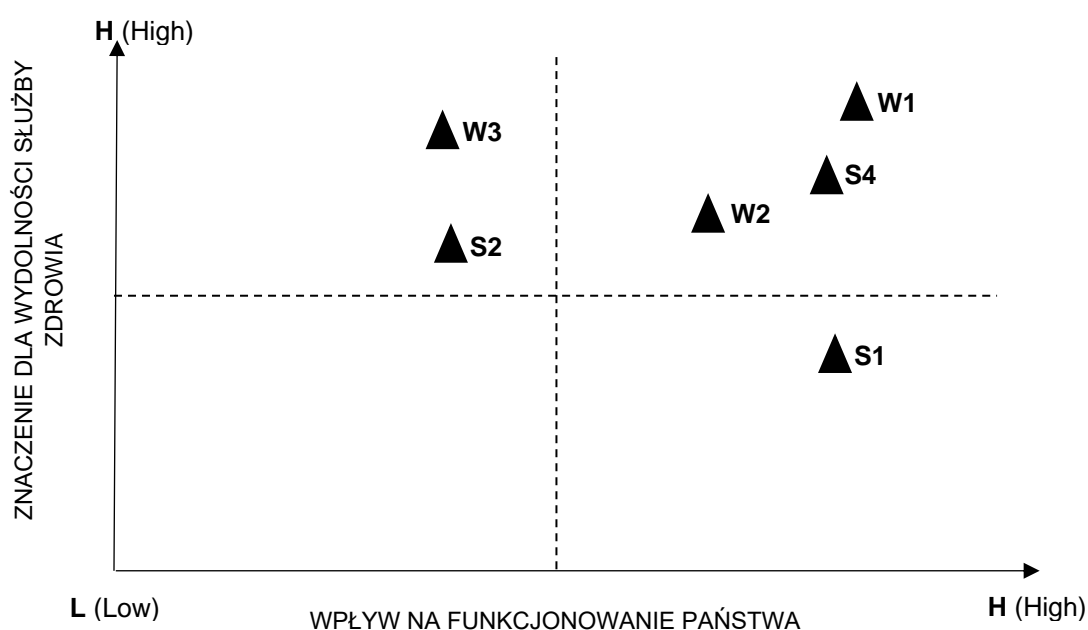 H (High)
ZNACZENIE DLA WYDOLNOŚCI SŁUŻBY
ZDROWIA
W1
W3
S4
W2
S2
S1
L (Low)
WPŁYW NA FUNKCJONOWANIE PAŃSTWA
H (High)